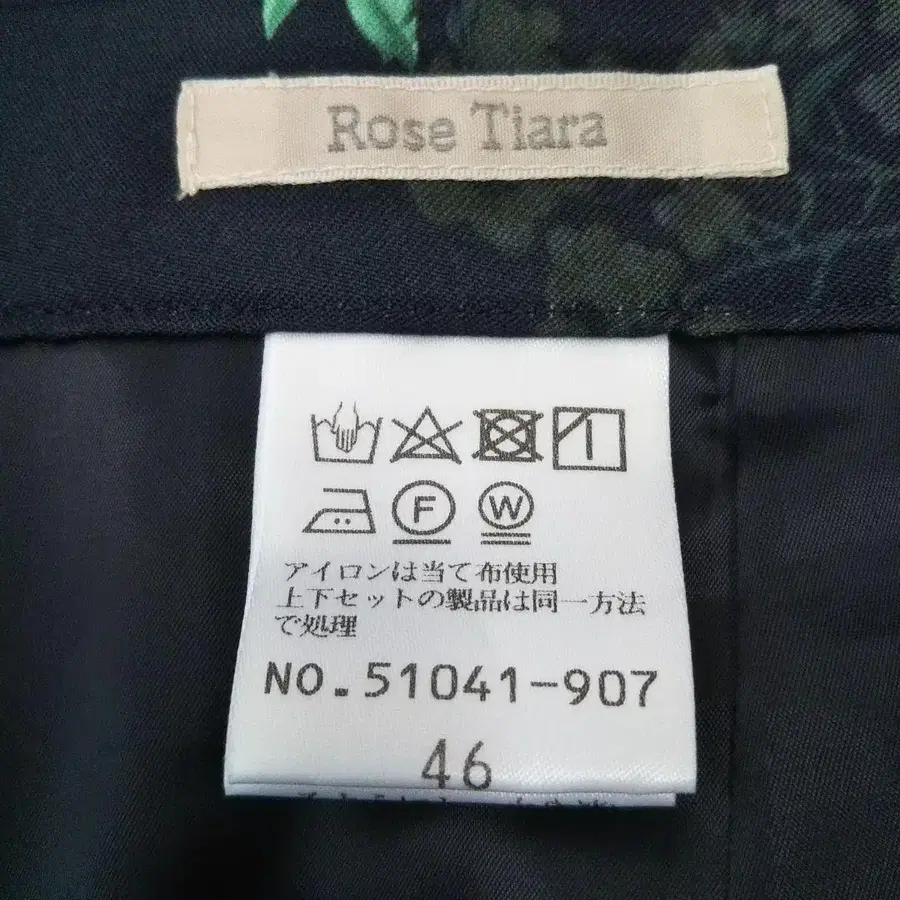 Rose Tiara
F W
アイロンは当て布使用
上下セットの製品は同一方法
で処理
NO.51041-907
46